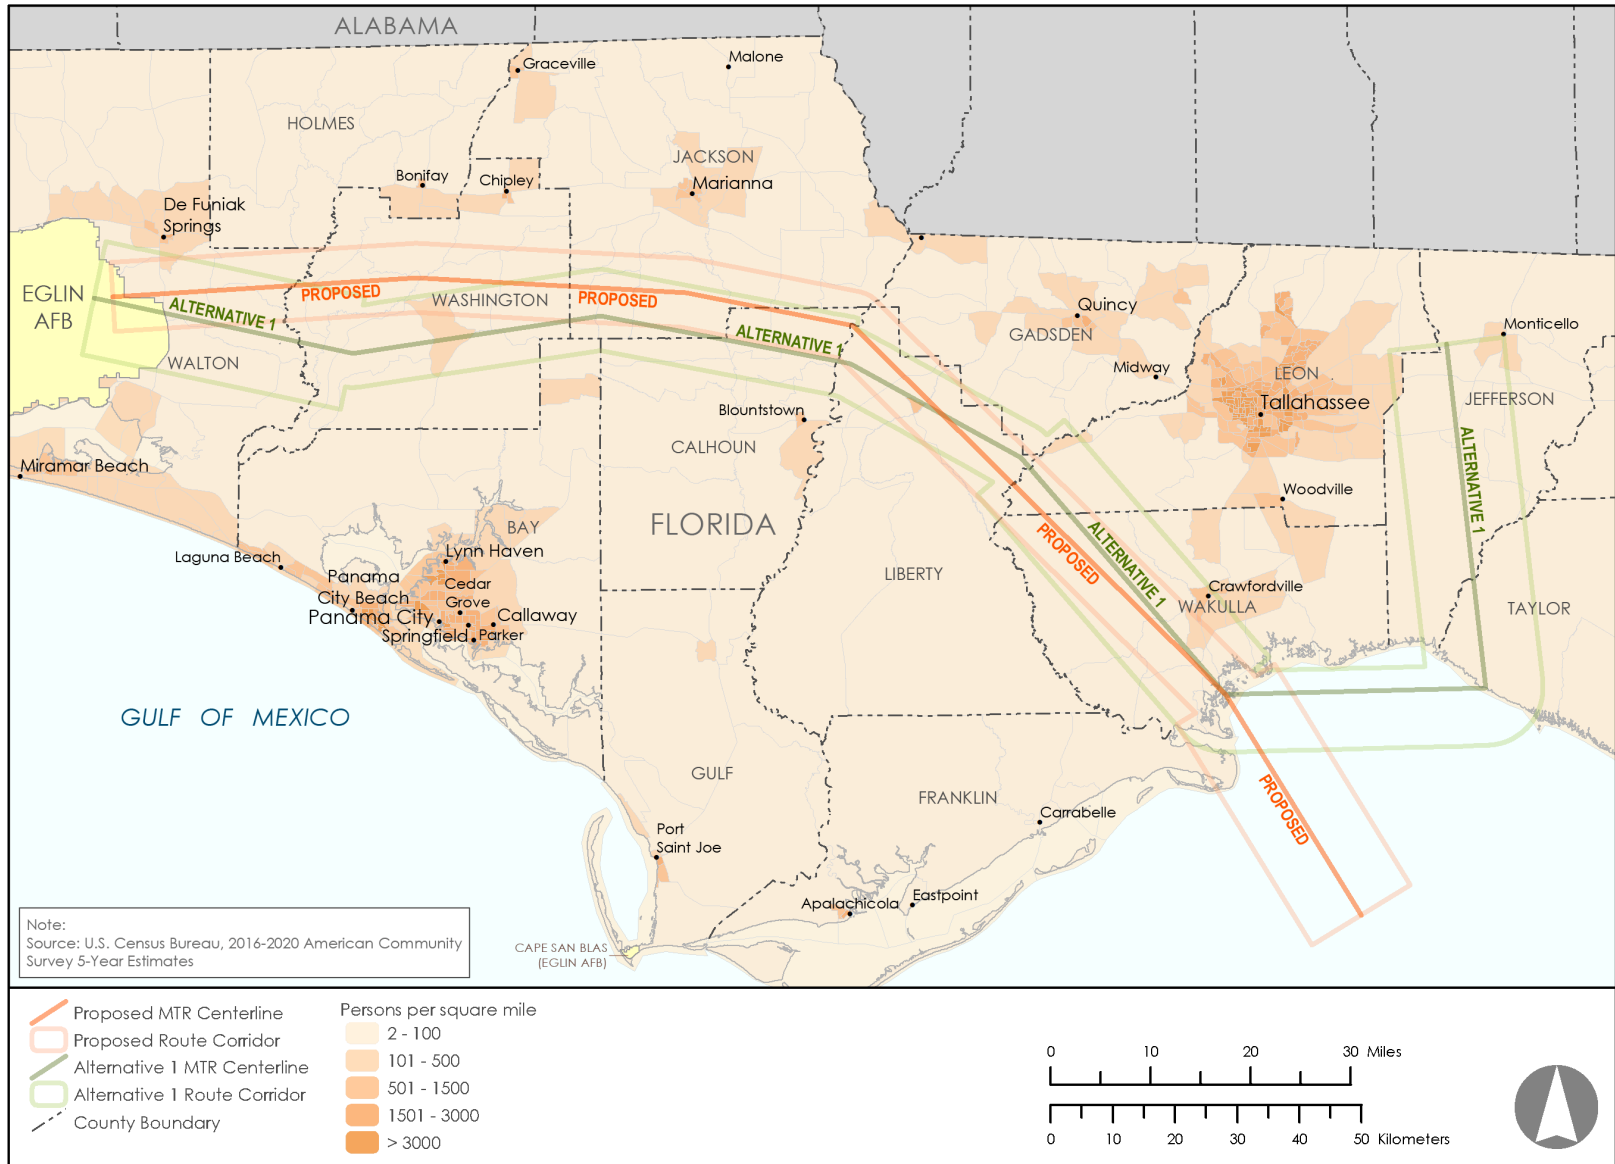 ALABAMA
Graceville
Malone
HOLMES
JACKSON
Bonifay
Chipley
Marianna
De Funiak
Springs
EGLIN
AFB
PROPOSED
WASHINGTON
PROPOSED
ALTERNATIVE 1
ALTERNATIVE 1
WALTON
Quincy
GADSDEN
Midway
Monticello
LEON
Tallahassee
JEFFERSON
Blountstown
CALHOUN
ALTERNATIVE 1
Miramar Beach
Woodville
FLORIDA
BAY
Lynn Haven
Laguna Beach
Panama
City Beach
Cedar
Grove
Panama City
Callaway
Springfield
Parker
LIBERTY
PROPOSED
ALTERNATIVE 1
Crawfordville
WAKULLA
TAYLOR
GULF OF MEXICO
GULF
FRANKLIN
Carrabelle
PROPOSED
Port
Saint Joe
Apalachicola
Eastpoint
CAPE SAN BLAS
(EGLIN AFB)
Note:
Source: U.S. Census Bureau, 2016-2020 American Community
Survey 5-Year Estimates
Proposed MTR Centerline
Proposed Route Corridor
Alternative 1 MTR Centerline
Alternative 1 Route Corridor
County Boundary
Persons per square mile
2 - 100
101 - 500
501 - 1500
1501 - 3000
> 3000
0 10 20 30 Miles
0 10 20 30 40 50 Kilometers